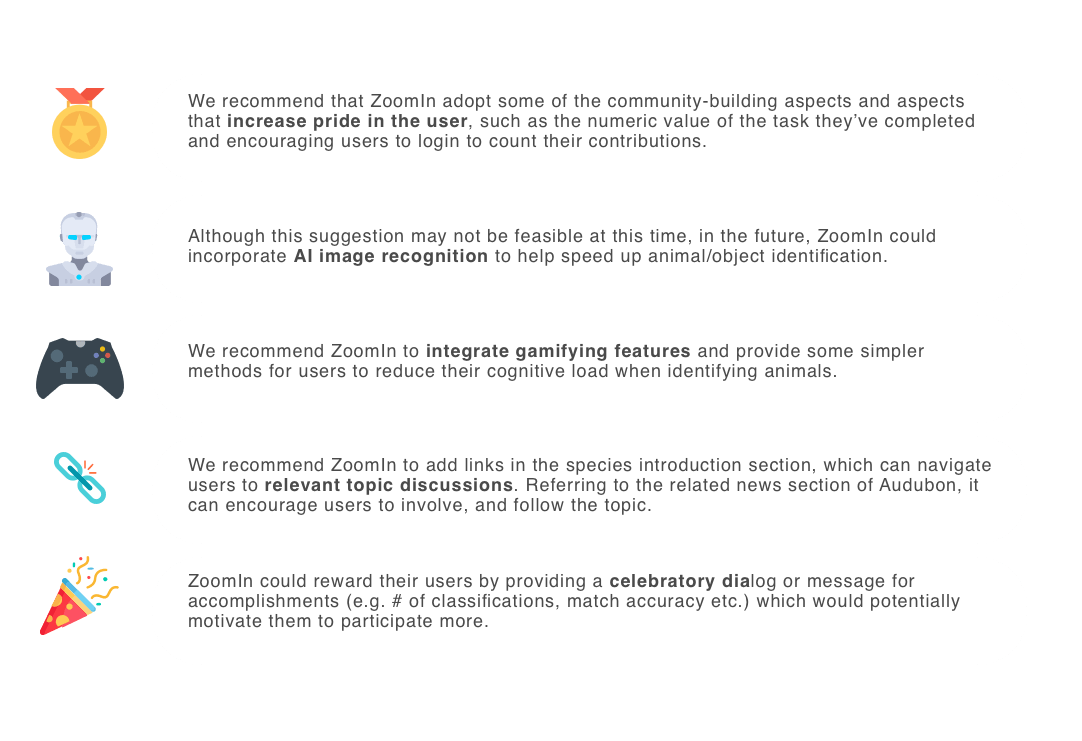 We recommend that ZoomIn adopt some of the community-building aspects and aspects
that increase pride in the user, such as the numeric value of the task they’ve completed
and encouraging users to login to count their contributions.
Although this suggestion may not be feasible at this time, in the future, ZoomIn could
incorporate AI image recognition to help speed up animal/object identification.
We recommend ZoomIn to integrate gamifying features and provide some simpler
methods for users to reduce their cognitive load when identifying animals.
We recommend ZoomIn to add links in the species introduction section, which can navigate
users to relevant topic discussions. Referring to the related news section of Audubon, it
can encourage users to involve, and follow the topic.
ZoomIn could reward their users by providing a celebratory dialog or message for
accomplishments (e.g. # of classifications, match accuracy etc.) which would potentially
motivate them to participate more.